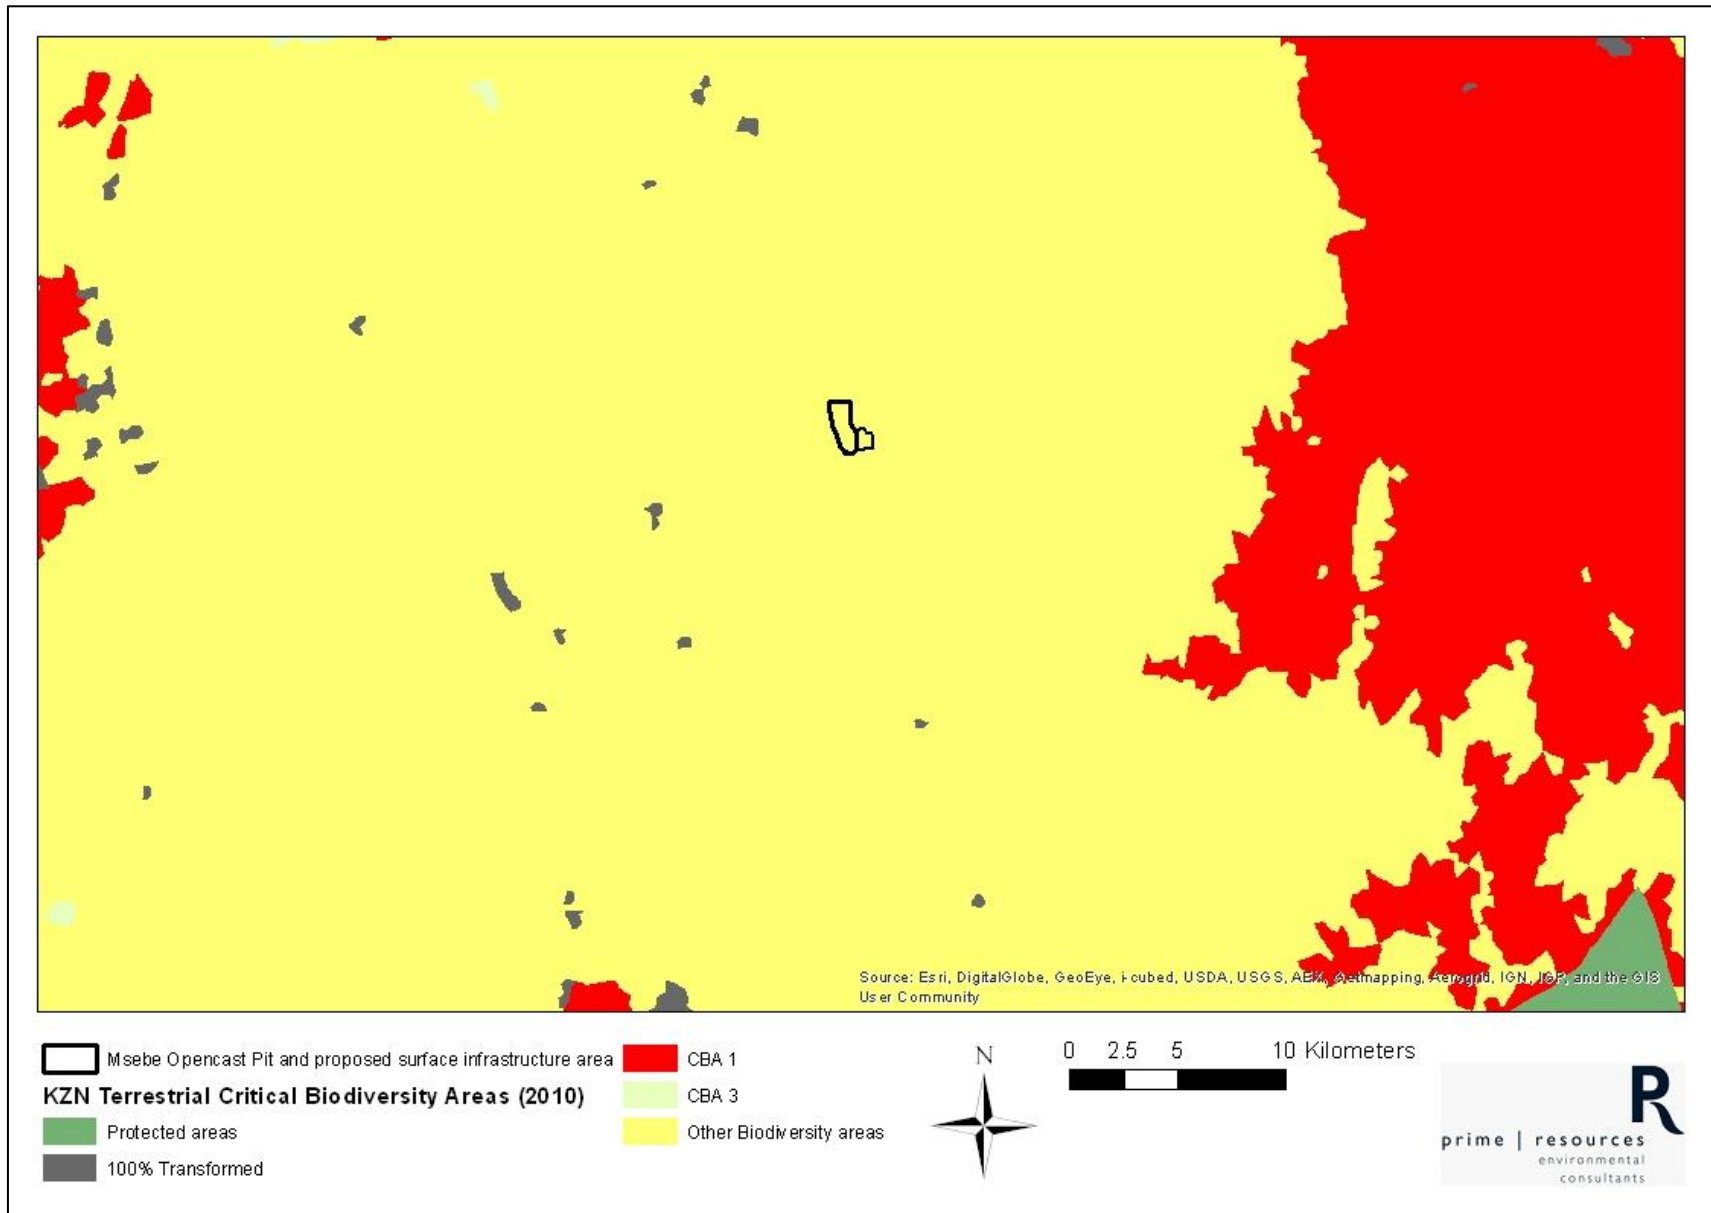 Source: Esri, DigitalGlobe, GeoEye, i-cubed, USDA, USGS, AEX, Getmapping, Aerogrid, IGN, IGP, and the GIS
User Community
Msebe Opencast Pit and proposed surface infrastructure area
KZN Terrestrial Critical Biodiversity Areas (2010)
Protected areas
100% Transformed
CBA 1
CBA 3
Other Biodiversity areas
N
0 2.5 5 10 Kilometers
R
prime | resources
environmental
consultants